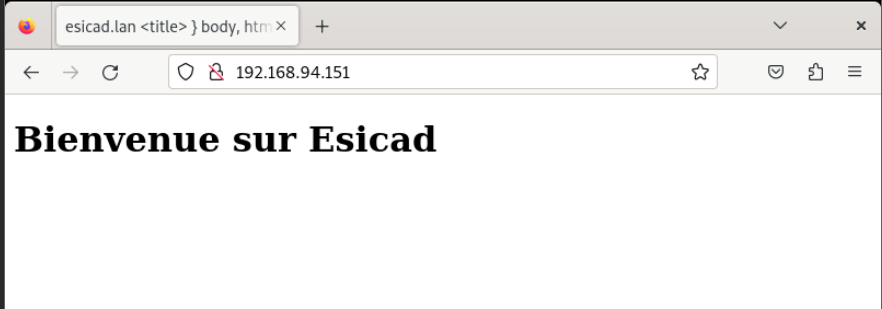 esicad.lan <title> } body, htm
192.168.94.151
Bienvenue sur Esicad